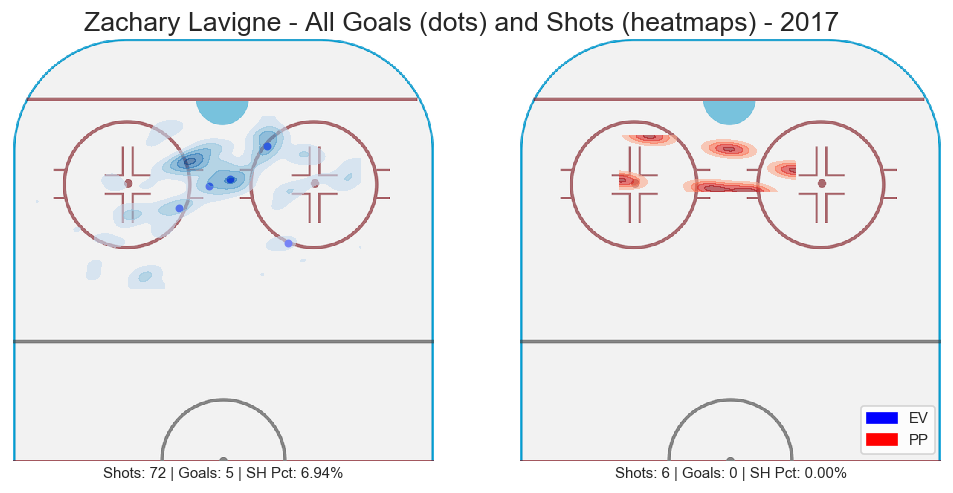 Zachary Lavigne - All Goals (dots) and Shots (heatmaps) - 2017
EV
PP
Shots: 72 | Goals: 5 | SH Pct: 6.94%
Shots: 6 | Goals: 0 | SH Pct: 0.00%